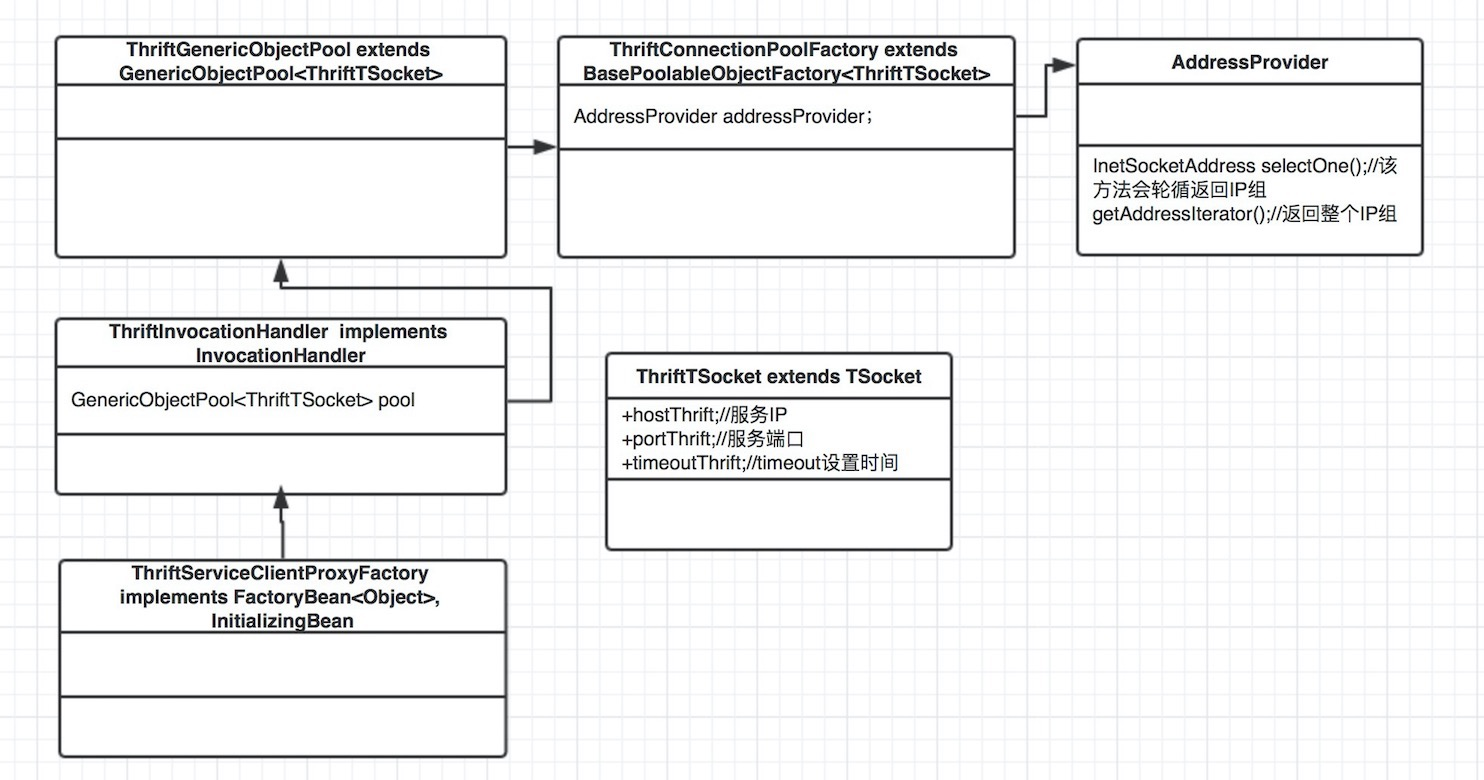 ThriftGenericObjectPool extends
GenericObjectPool<ThriftTSocket>
ThriftConnectionPoolFactory extends
BasePoolableObjectFactory<ThriftTSocket>
AddressProvider addressProvider；
AddressProvider
InetSocketAddress selectOne();//该
方法会轮循返回IP组
getAddressIterator();//返回整个IP组
ThriftInvocationHandler  implements
InvocationHandler
GenericObjectPool<ThriftTSocket> pool
ThriftTSocket extends TSocket
+hostThrift;//服务IP
+portThrift;//服务端口
+timeoutThrift;//timeout设置时间
ThriftServiceClientProxyFactory
implements FactoryBean<Object>,
InitializingBean